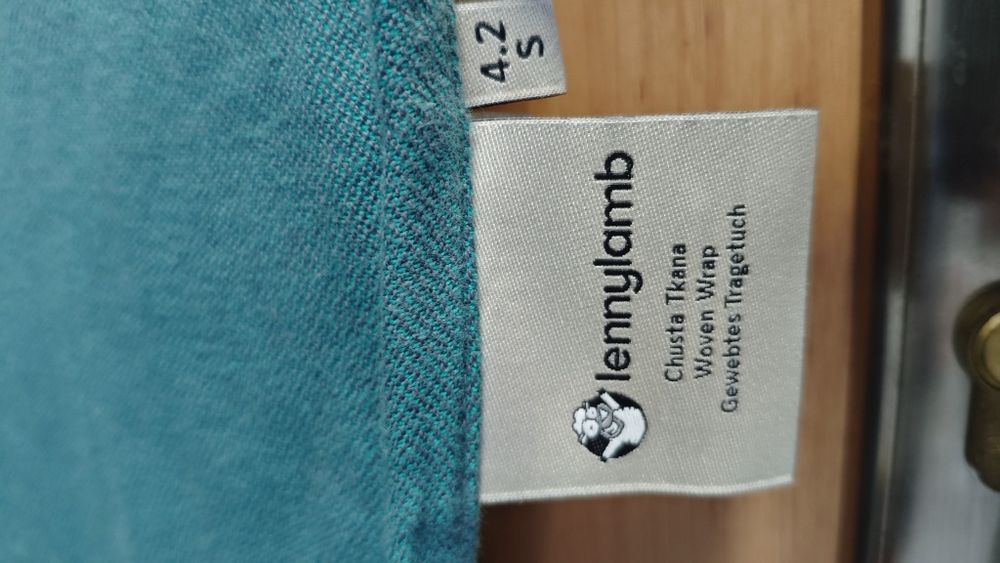 4.2
S
lennylamb
Chusta Tkana
Woven Wrap
Gewebtes Tragetuch